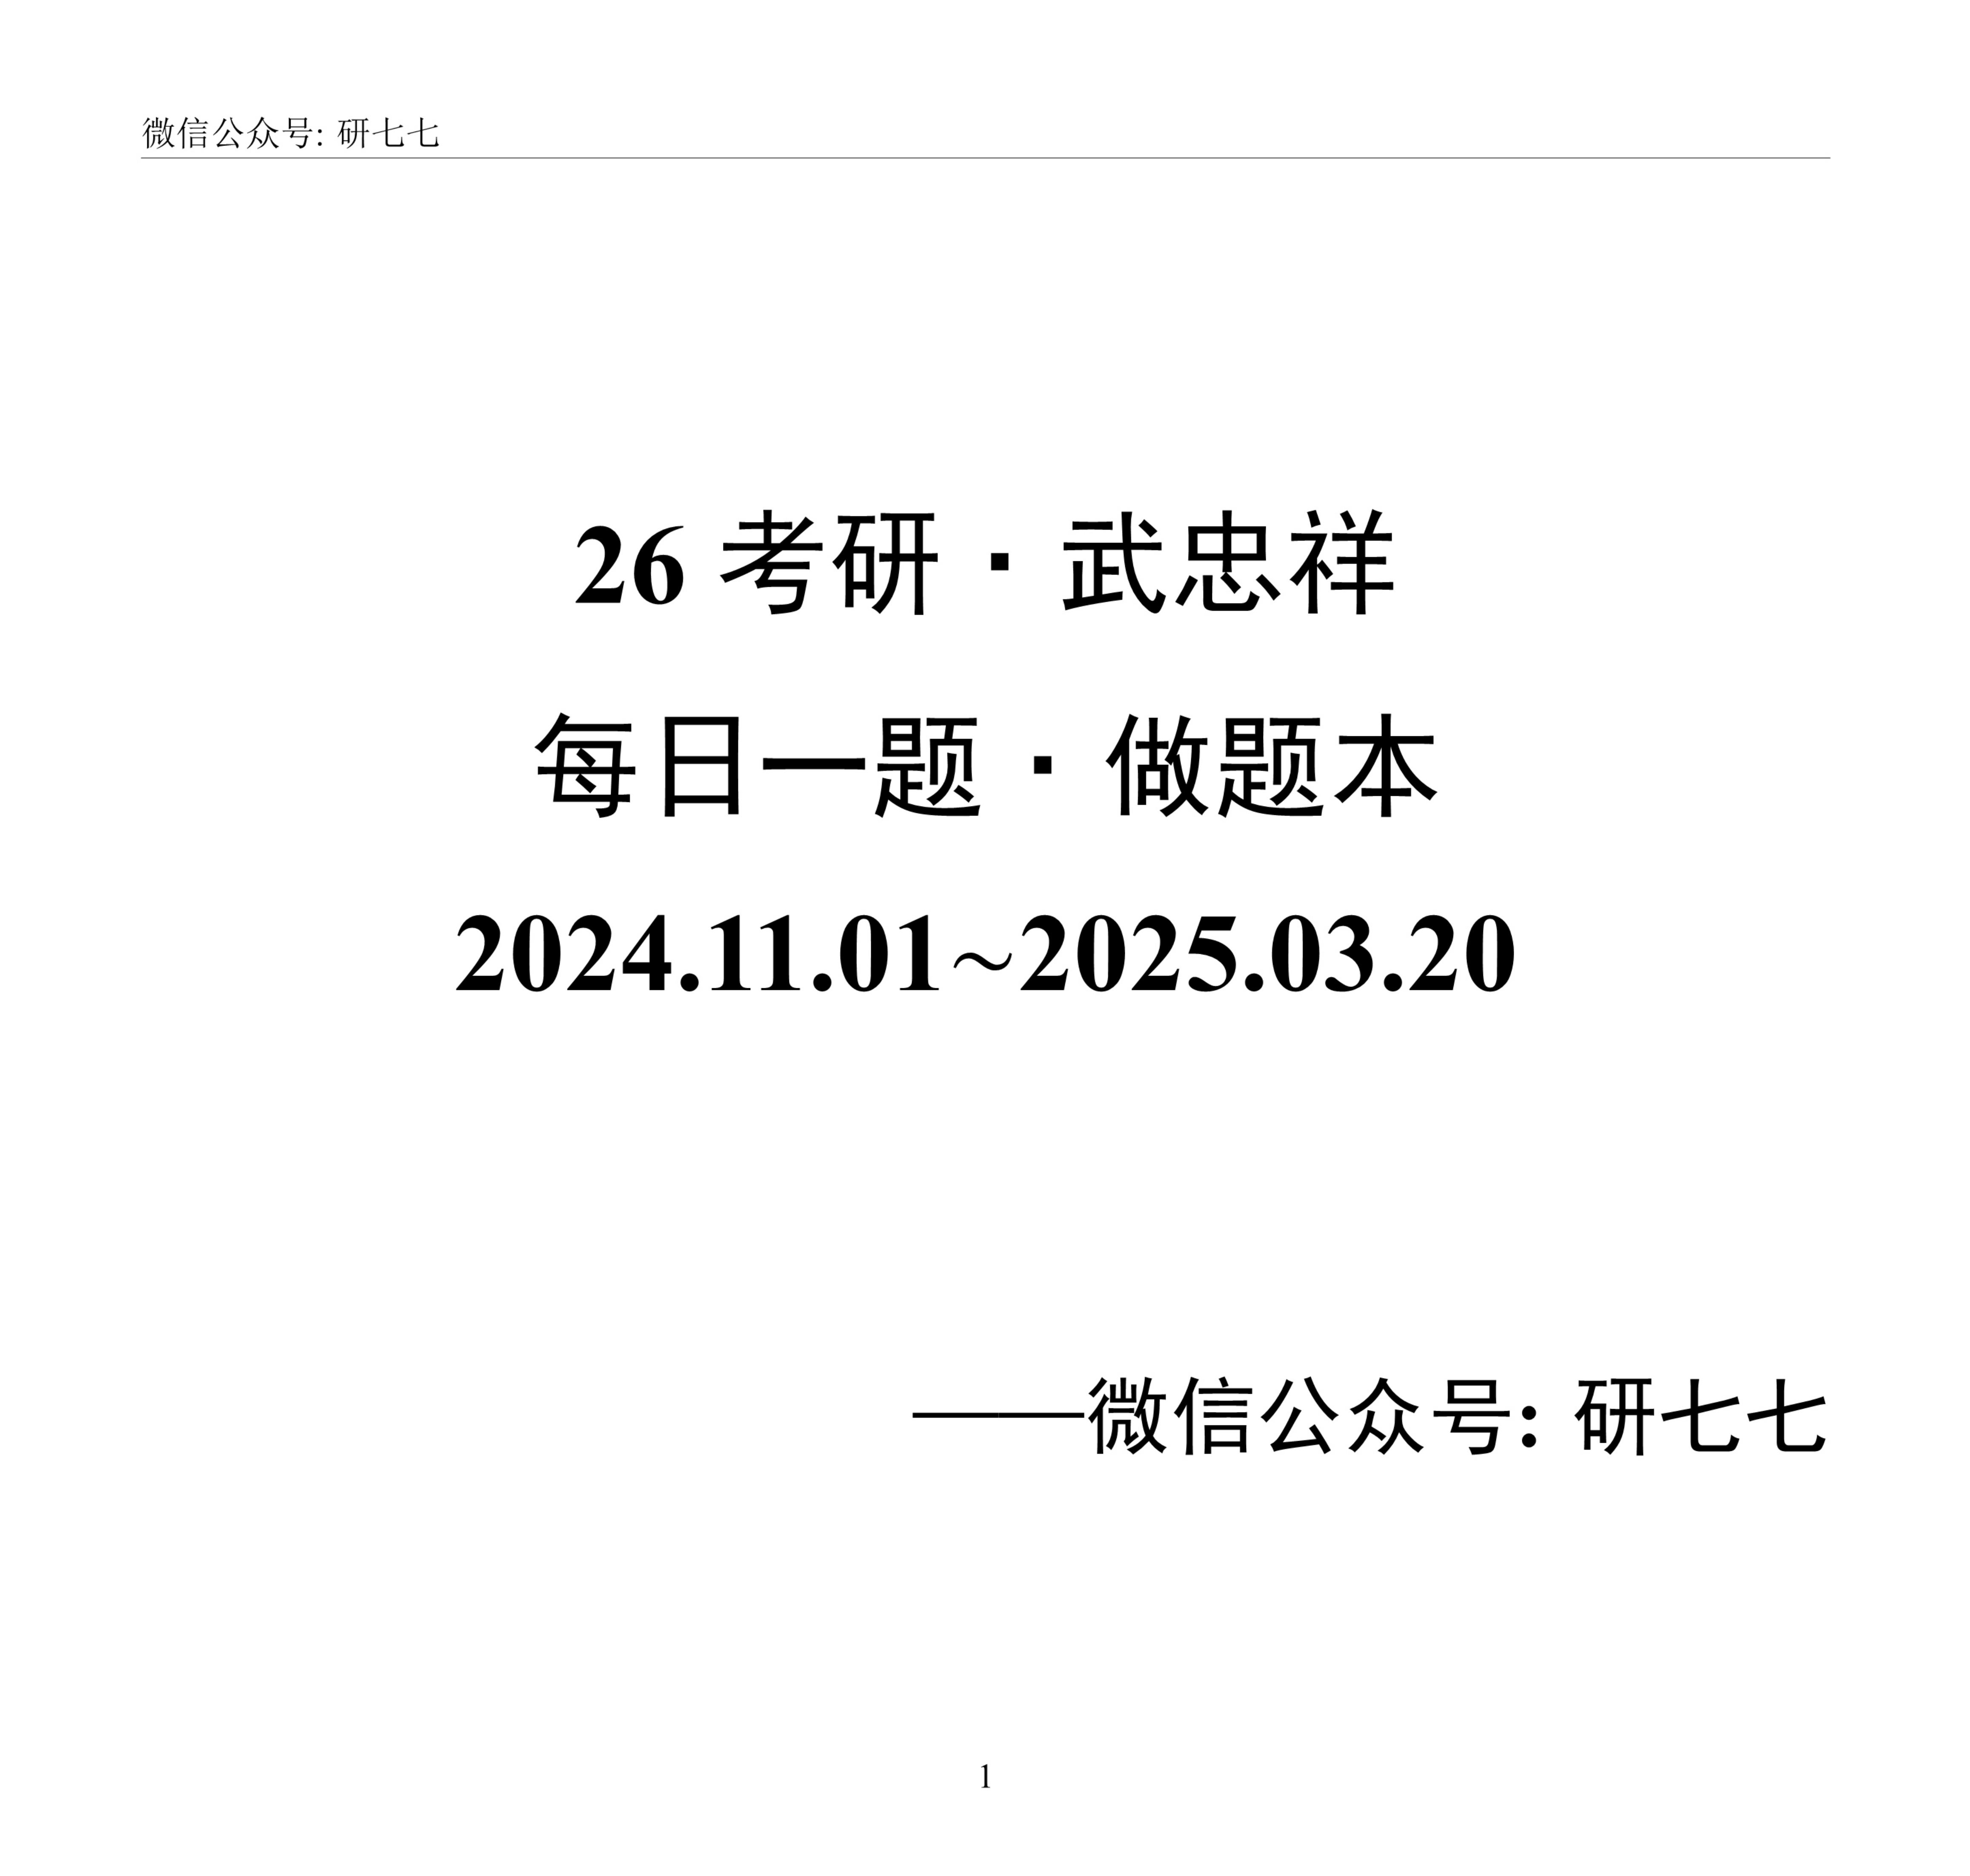 微信公众号：研七七
26 考研 · 武忠祥
每日一题 · 做题本
2024.11.01~2025.03.20
——微信公众号：研七七
1